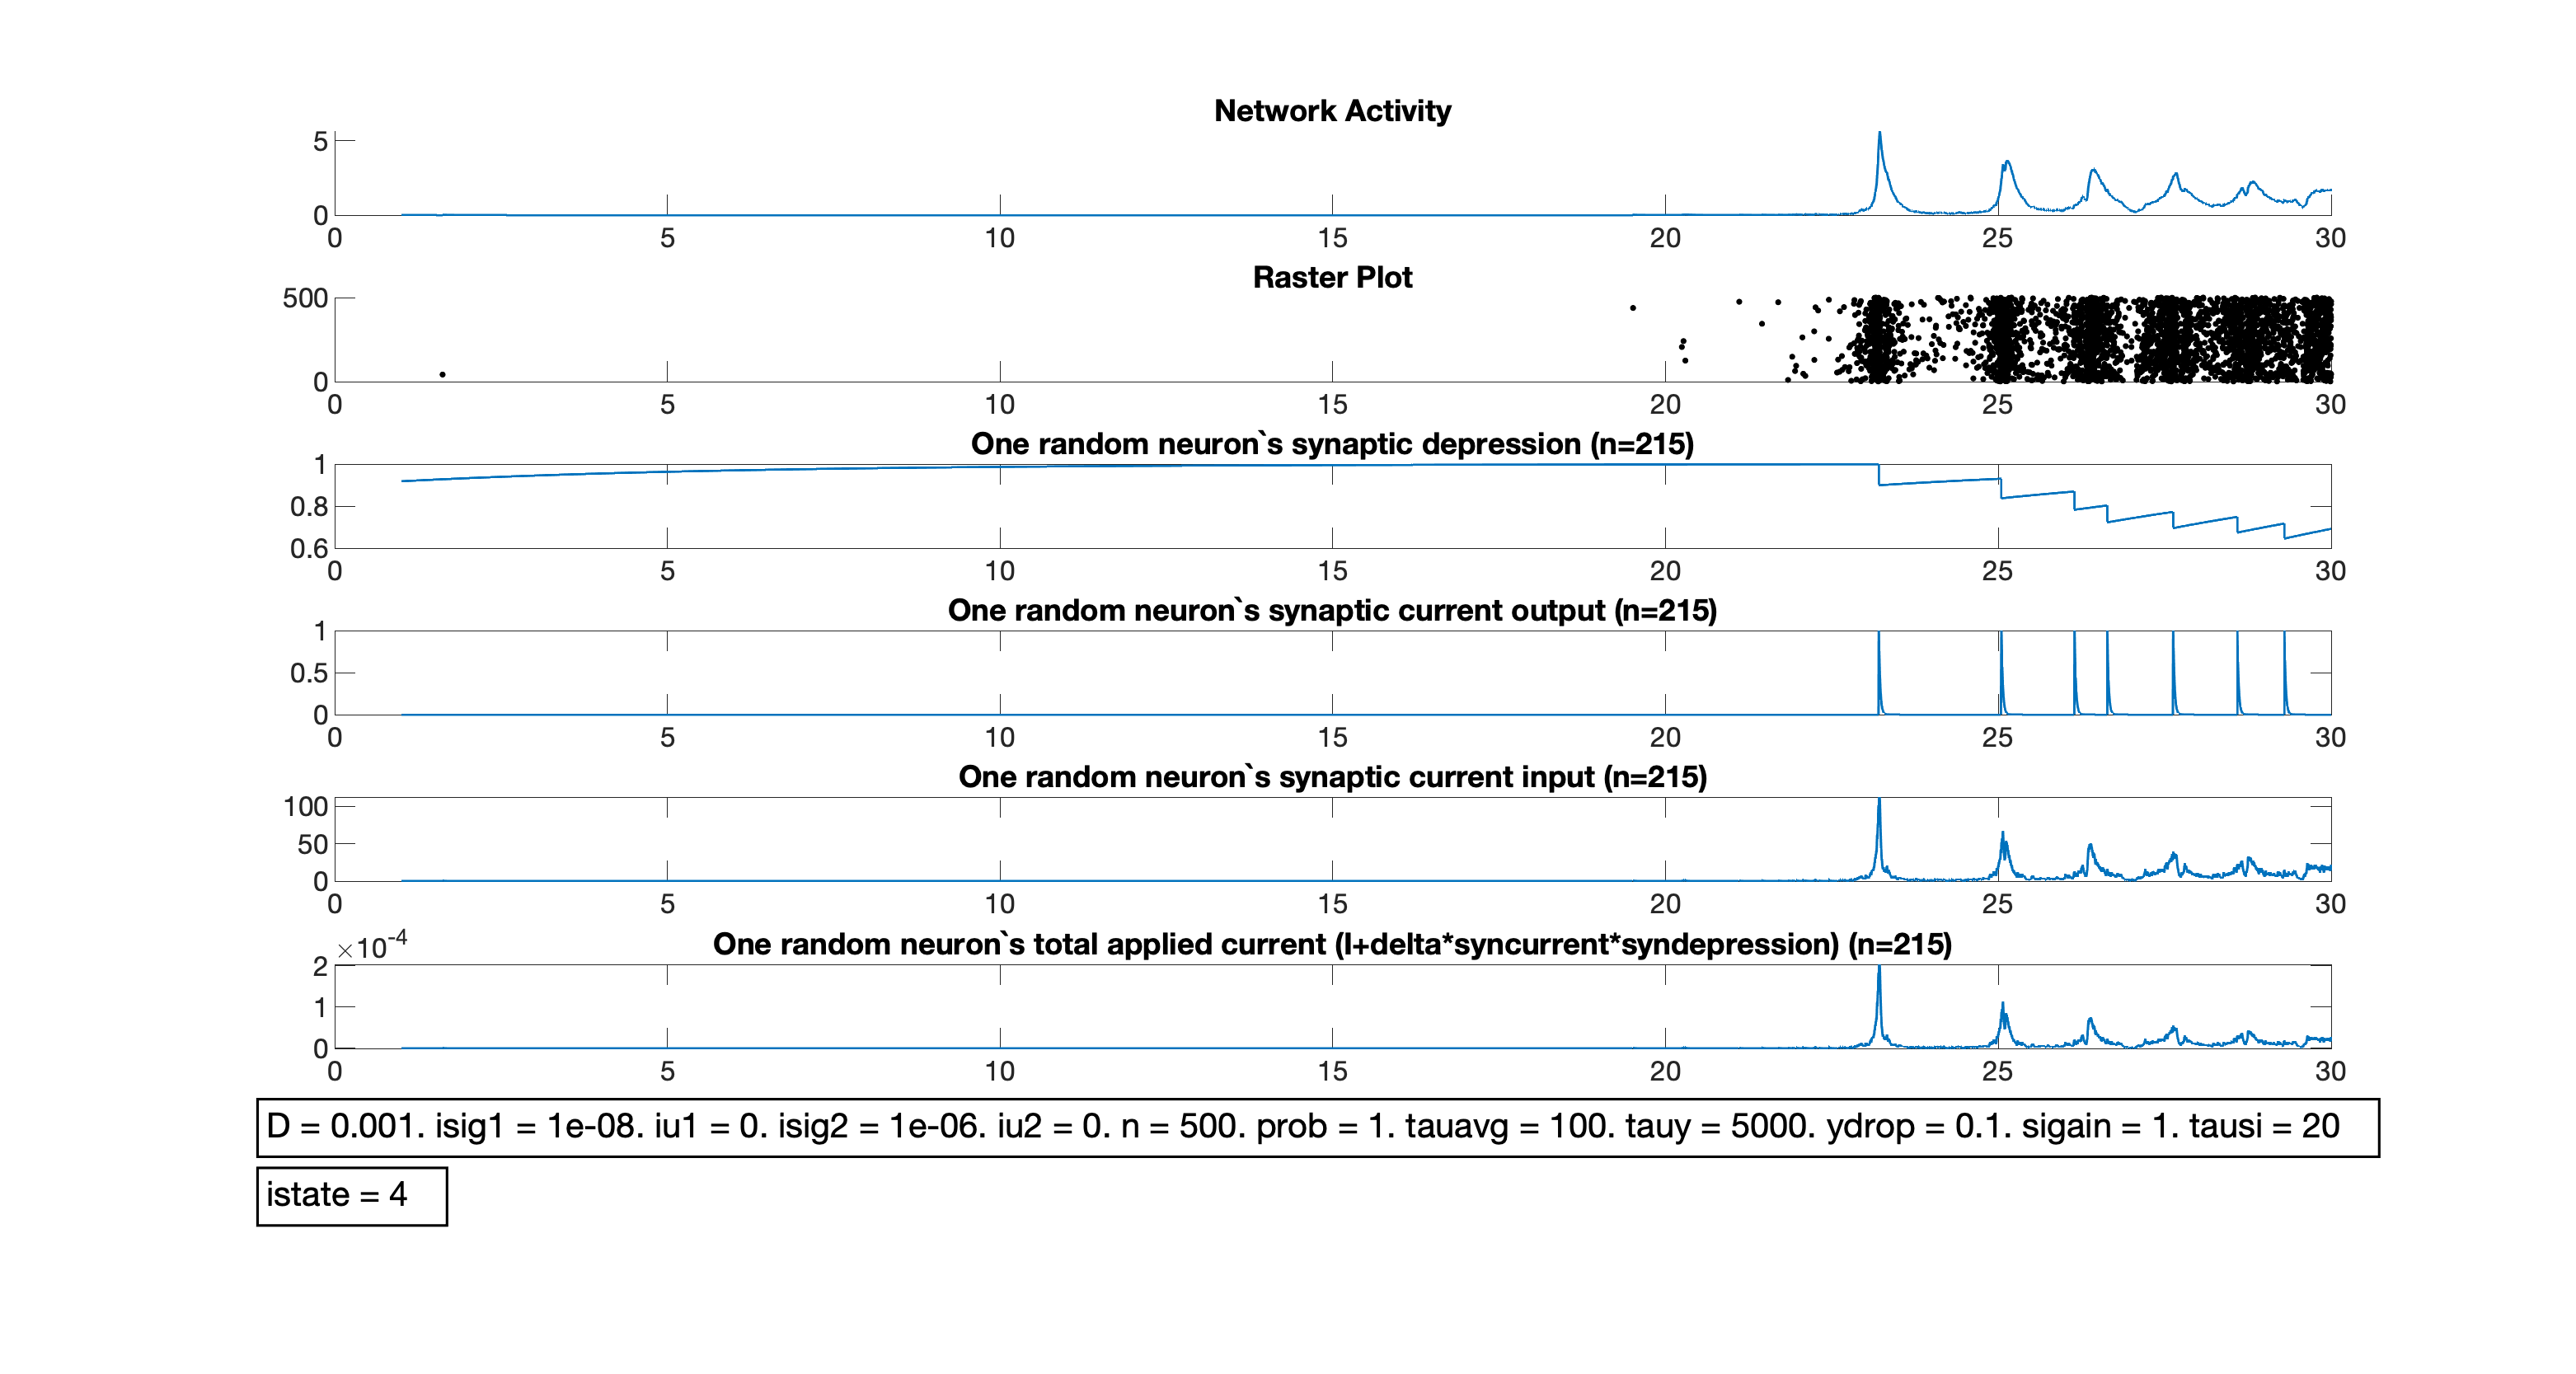 Network Activity
5
0
0 5 10 15 20 25 30
Raster Plot
500
0
0 5 10 15 20 25 30
One random neuron`s synaptic depression (n=215)
1
0.8
0.6
0 5 10 15 20 25 30
One random neuron`s synaptic current output (n=215)
1
0.5
0
0 5 10 15 20 25 30
One random neuron`s synaptic current input (n=215)
100
50
0
0 5 10 15 20 25 30
×10-4
One random neuron`s total applied current (I+delta*syncurrent*syndepression) (n=215)
2
1
0
0 5 10 15 20 25 30
D = 0.001. isig1 = 1e-08. iu1 = 0. isig2 = 1e-06. iu2 = 0. n = 500. prob = 1. tauavg = 100. tauy = 5000. ydrop = 0.1. sigain = 1. tausi = 20
istate = 4